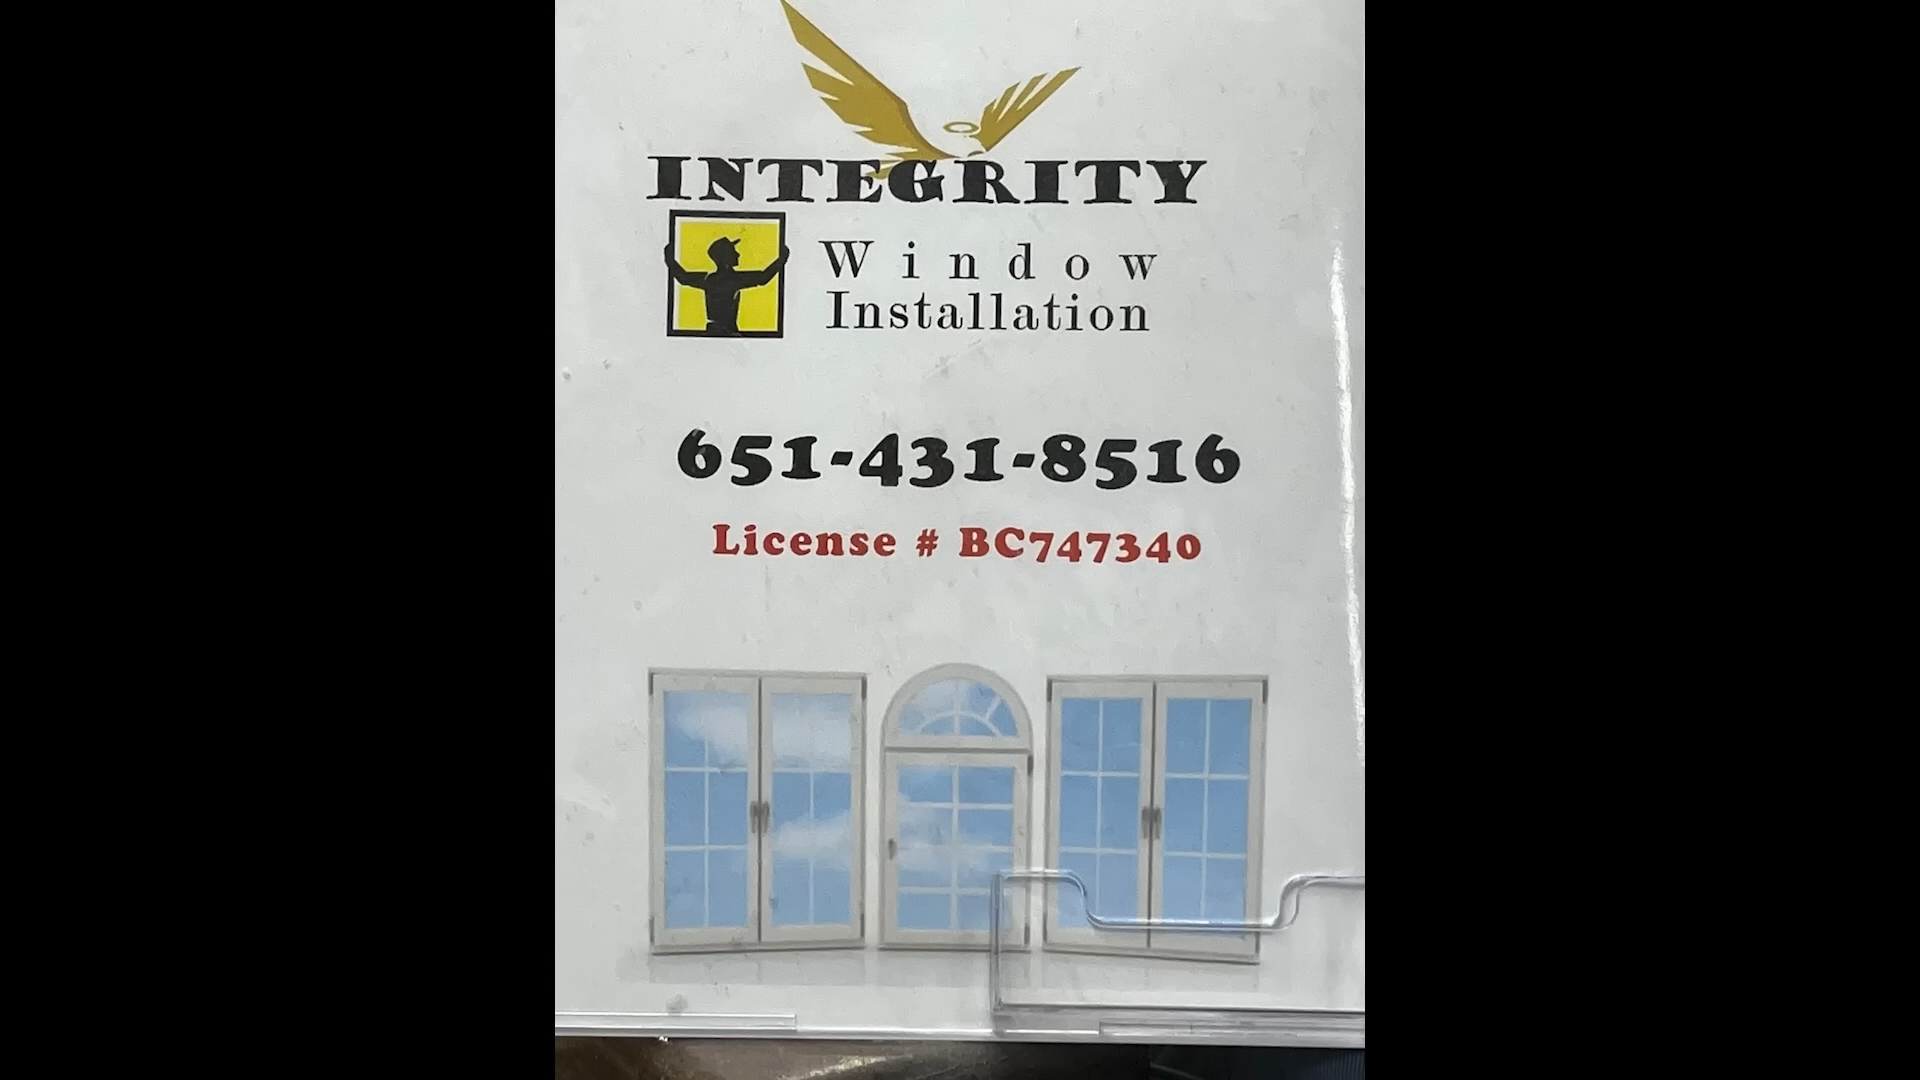 INTEGRITY
Window
Installation
651-431-8516
License # BC747340